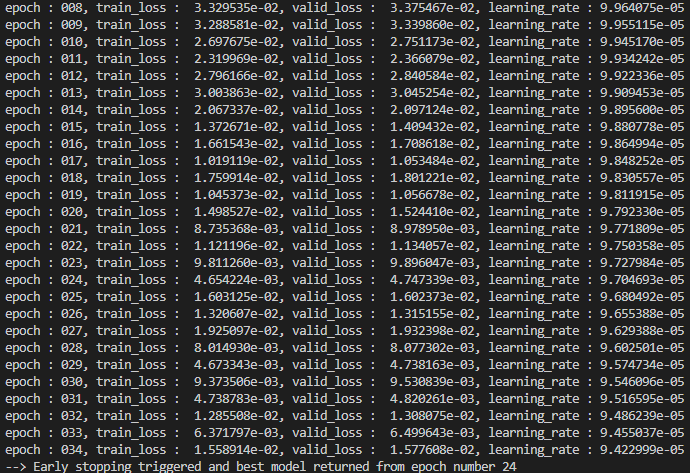 epoch : 008, train_loss :  3.329535e-02, valid_loss :  3.375467e-02, learning_rate : 9.964075e-05
epoch : 009, train_loss :  3.288581e-02, valid_loss :  3.339860e-02, learning_rate : 9.955115e-05
epoch : 010, train_loss :  2.697675e-02, valid_loss :  2.751173e-02, learning_rate : 9.945170e-05
epoch : 011, train_loss :  2.319969e-02, valid_loss :  2.366079e-02, learning_rate : 9.934242e-05
epoch : 012, train_loss :  2.796166e-02, valid_loss :  2.840584e-02, learning_rate : 9.922336e-05
epoch : 013, train_loss :  3.003863e-02, valid_loss :  3.045254e-02, learning_rate : 9.909453e-05
epoch : 014, train_loss :  2.067337e-02, valid_loss :  2.097124e-02, learning_rate : 9.895600e-05
epoch : 015, train_loss :  1.372671e-02, valid_loss :  1.409432e-02, learning_rate : 9.880778e-05
epoch : 016, train_loss :  1.661543e-02, valid_loss :  1.708618e-02, learning_rate : 9.864994e-05
epoch : 017, train_loss :  1.019119e-02, valid_loss :  1.053484e-02, learning_rate : 9.848252e-05
epoch : 018, train_loss :  1.759914e-02, valid_loss :  1.801221e-02, learning_rate : 9.830557e-05
epoch : 019, train_loss :  1.045373e-02, valid_loss :  1.056678e-02, learning_rate : 9.811915e-05
epoch : 020, train_loss :  1.498527e-02, valid_loss :  1.524410e-02, learning_rate : 9.792330e-05
epoch : 021, train_loss :  8.735368e-03, valid_loss :  8.978950e-03, learning_rate : 9.771809e-05
epoch : 022, train_loss :  1.121196e-02, valid_loss :  1.134057e-02, learning_rate : 9.750358e-05
epoch : 023, train_loss :  9.811260e-03, valid_loss :  9.896047e-03, learning_rate : 9.727984e-05
epoch : 024, train_loss :  4.654224e-03, valid_loss :  4.747339e-03, learning_rate : 9.704693e-05
epoch : 025, train_loss :  1.603125e-02, valid_loss :  1.602373e-02, learning_rate : 9.680492e-05
epoch : 026, train_loss :  1.320607e-02, valid_loss :  1.315155e-02, learning_rate : 9.655388e-05
epoch : 027, train_loss :  1.925097e-02, valid_loss :  1.932398e-02, learning_rate : 9.629388e-05
epoch : 028, train_loss :  8.014930e-03, valid_loss :  8.077302e-03, learning_rate : 9.602501e-05
epoch : 029, train_loss :  4.673343e-03, valid_loss :  4.738163e-03, learning_rate : 9.574734e-05
epoch : 030, train_loss :  9.373506e-03, valid_loss :  9.530839e-03, learning_rate : 9.546096e-05
epoch : 031, train_loss :  4.738783e-03, valid_loss :  4.820261e-03, learning_rate : 9.516595e-05
epoch : 032, train_loss :  1.285508e-02, valid_loss :  1.308075e-02, learning_rate : 9.486239e-05
epoch : 033, train_loss :  6.371797e-03, valid_loss :  6.499643e-03, learning_rate : 9.455037e-05
epoch : 034, train_loss :  1.558914e-02, valid_loss :  1.577608e-02, learning_rate : 9.422999e-05
--> Early stopping triggered and best model returned from epoch number 24